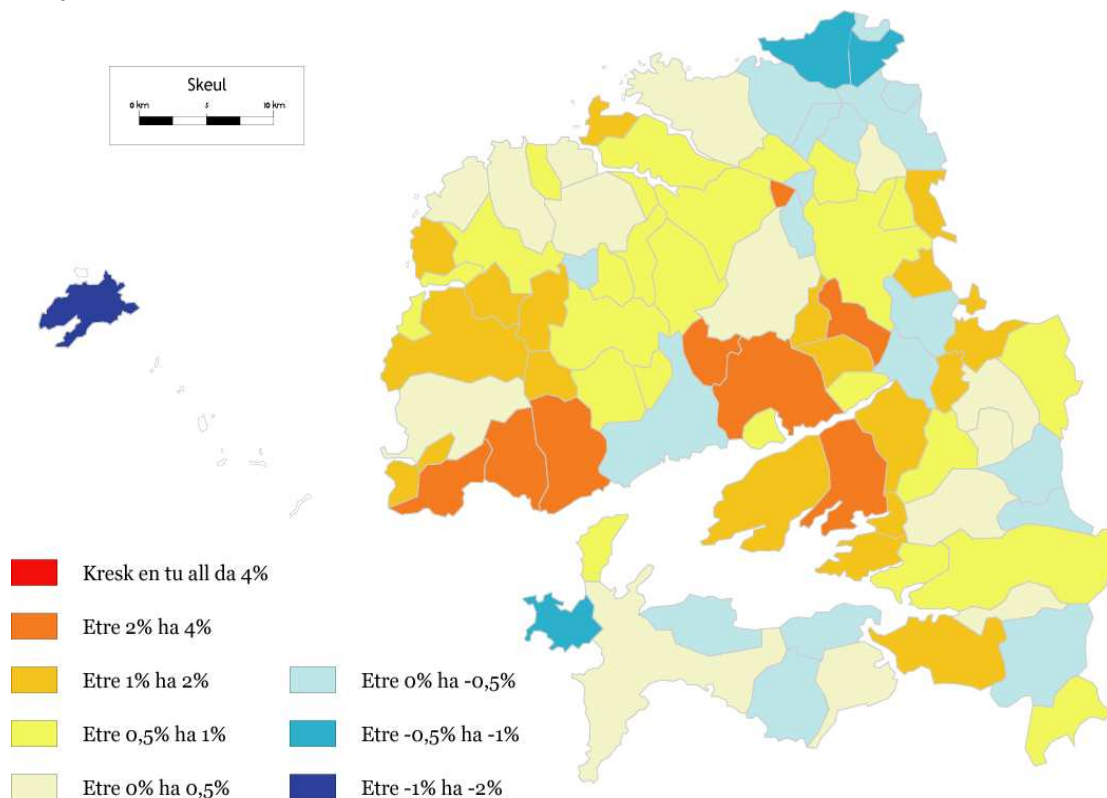 Skeul
0 km 5 10 km
Kresk en tu all da 4%
Etre 2% ha 4%
Etre 1% ha 2%
Etre 0,5% ha 1%
Etre 0% ha 0,5%
Etre 0% ha -0,5%
Etre -0,5% ha -1%
Etre -1% ha -2%